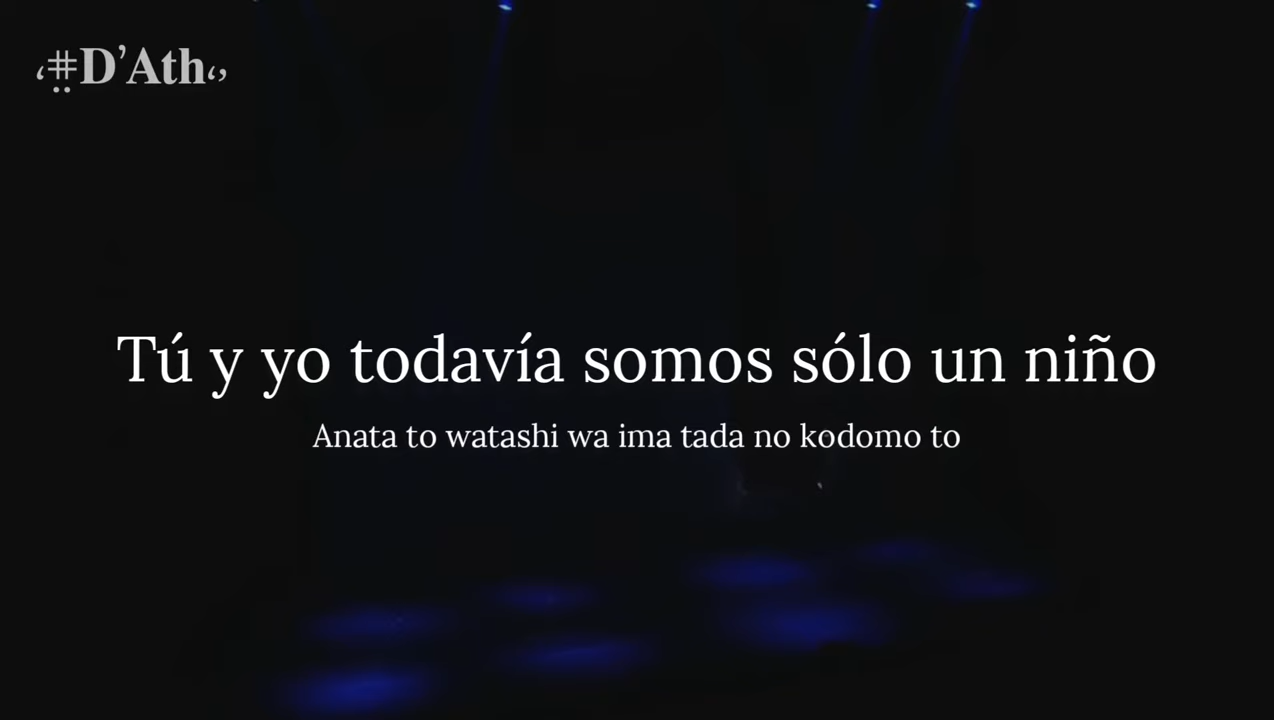 #D'Ath
Tú y yo todavía somos sólo un niño
Anata to watashi wa ima tada no kodomo to